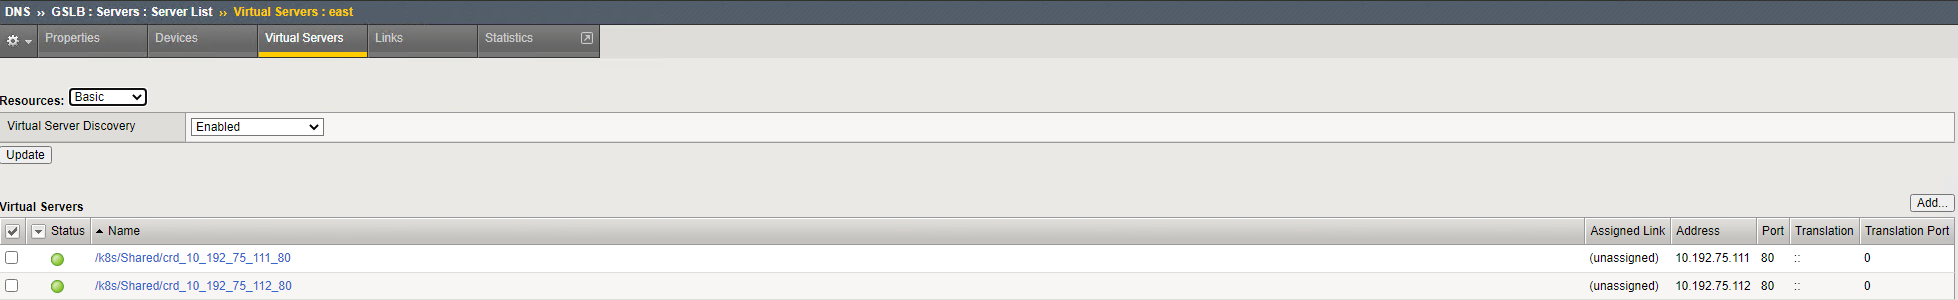 DNS ›› GSLB : Servers : Server List ›› Virtual Servers : east
Properties Devices Virtual Servers Links Statistics
Resources: Basic
Virtual Server Discovery Enabled
Update
Virtual Servers Add...
Status Name Assigned Link Address Port Translation Translation Port
/k8s/Shared/crd_10_192_75_111_80 (unassigned) 10.192.75.111 80 :: 0
/k8s/Shared/crd_10_192_75_112_80 (unassigned) 10.192.75.112 80 :: 0